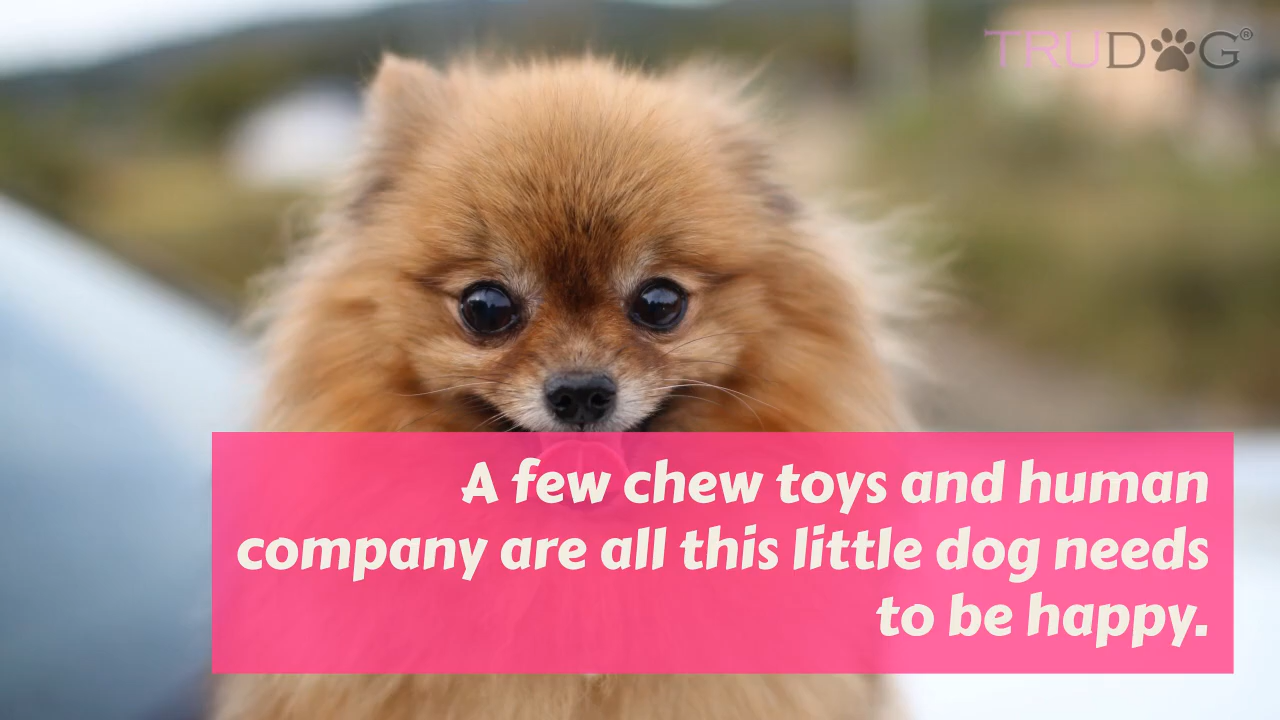 TRUDOG®
A few chew toys and human
company are all this little dog needs
to be happy.